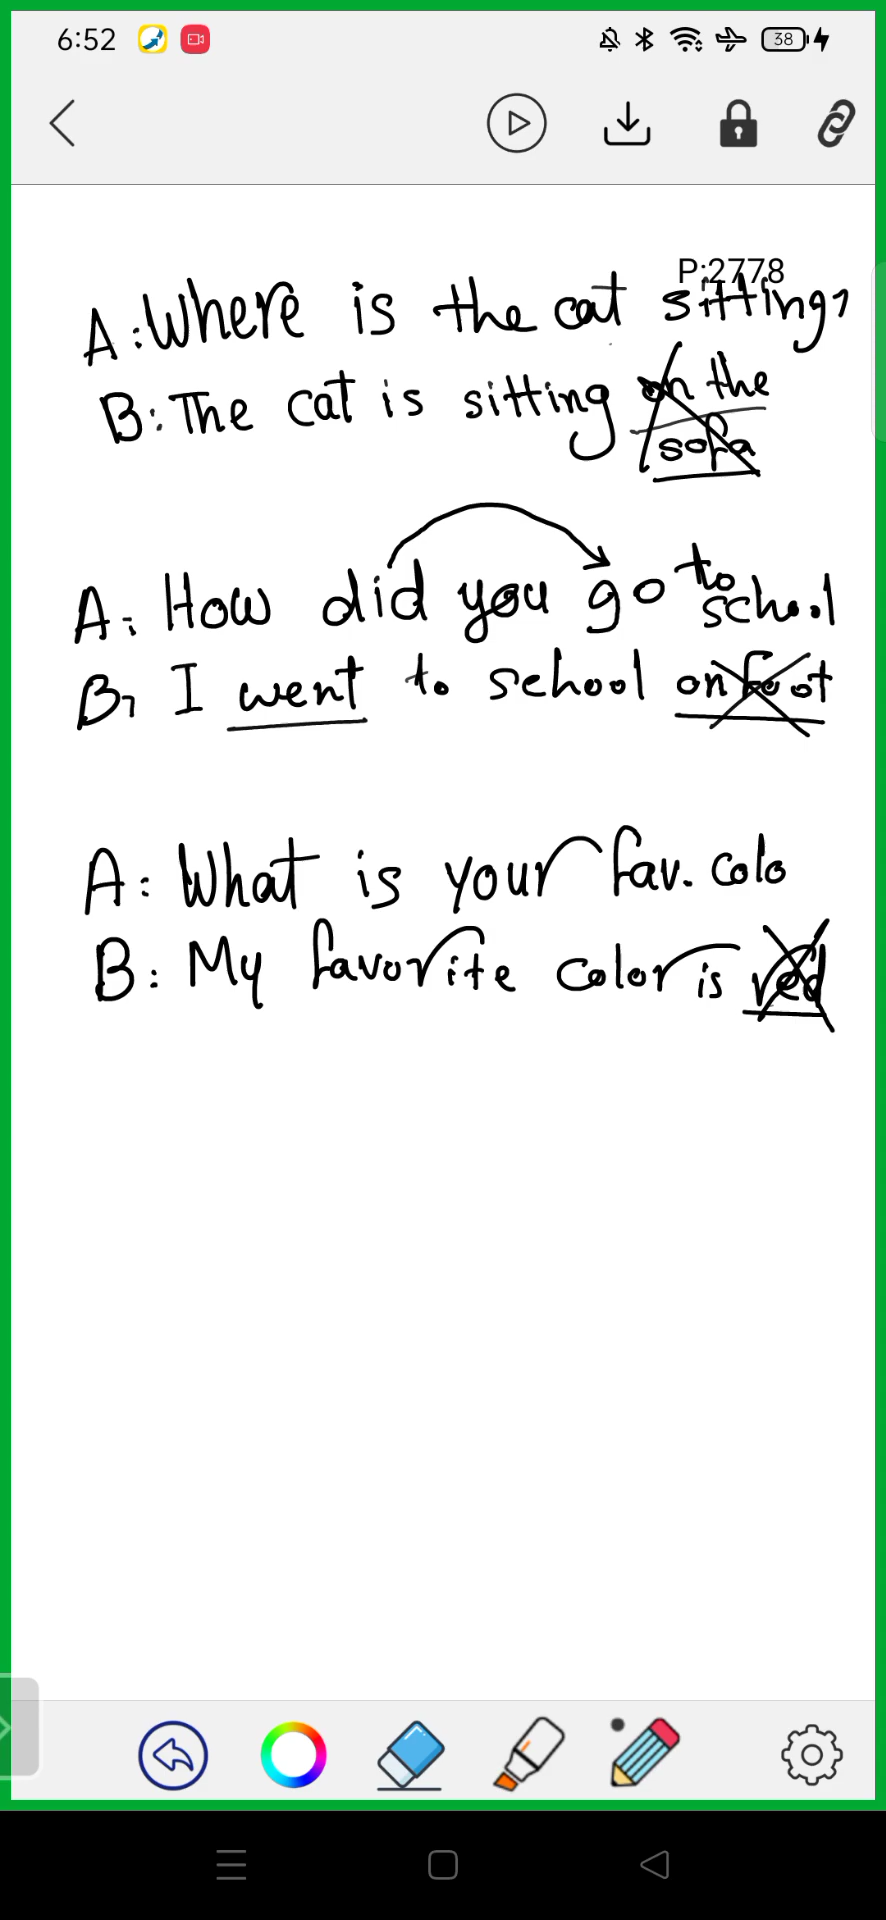 6:52
38
P:2778
A: Where is the cat sitting?
B: The cat is sitting on the
sofa
A: How did you go to
school
B: I went to school on foot
A: What is your fav. colo
B: My favorite color is red